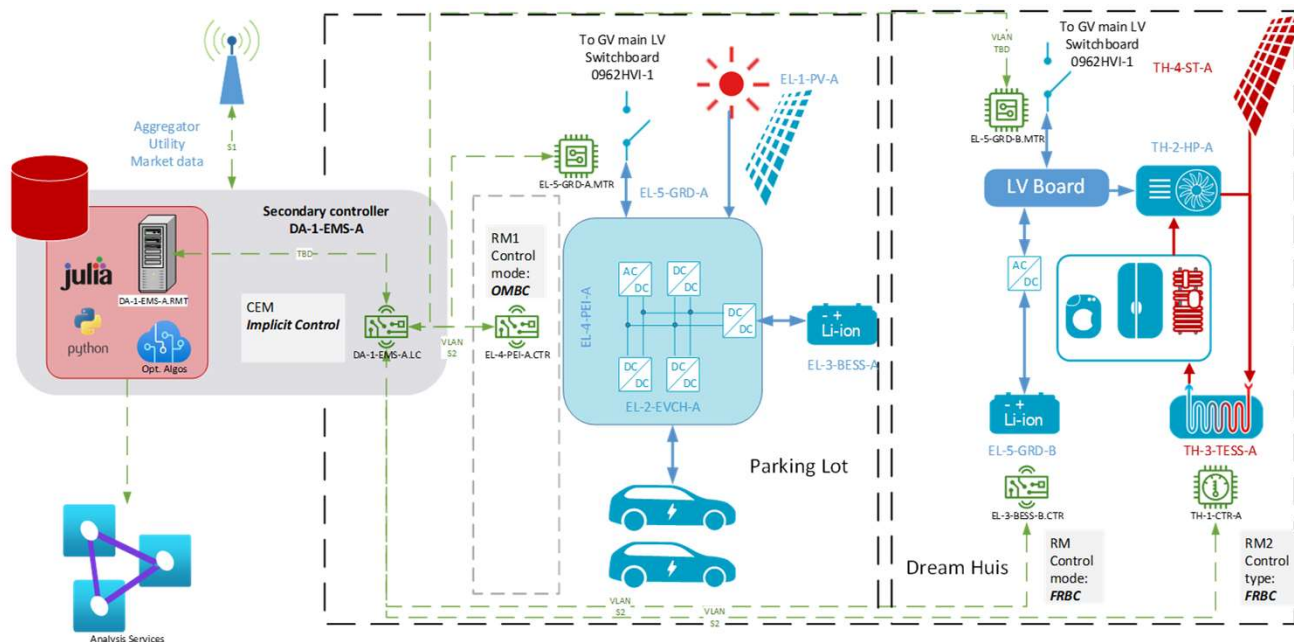 Aggregator
Utility
Market data
S1
Secondary controller
DA-1-EMS-A
julia
DA-1-EMS-A.RMT
python
Opt. Algos
TBD
CEM
Implicit Control
DA-1-EMS-A.LC
VLAN
S2
Analysis Services
To GV main LV
Switchboard
0962HVI-1
EL-1-PV-A
EL-5-GRD-A.MTR
EL-5-GRD-A
RM1
Control
mode:
OMBC
EL-4-PEI-A.CTR
EL-4-PEI-A
AC
DC
DC
DC
DC
DC
DC
DC
DC
DC
EL-2-EVCH-A
- +
Li-ion
EL-3-BESS-A
Parking Lot
VLAN
S2
VLAN
S2
VLAN
TBD
To GV main LV
Switchboard
0962HVI-1
TH-4-ST-A
EL-5-GRD-B.MTR
TH-2-HP-A
LV Board
AC
DC
- +
Li-ion
EL-5-GRD-B
EL-3-BESS-B.CTR
TH-3-TESS-A
TH-1-CTR-A
Dream Huis
RM
Control
mode:
FRBC
RM2
Control
type:
FRBC